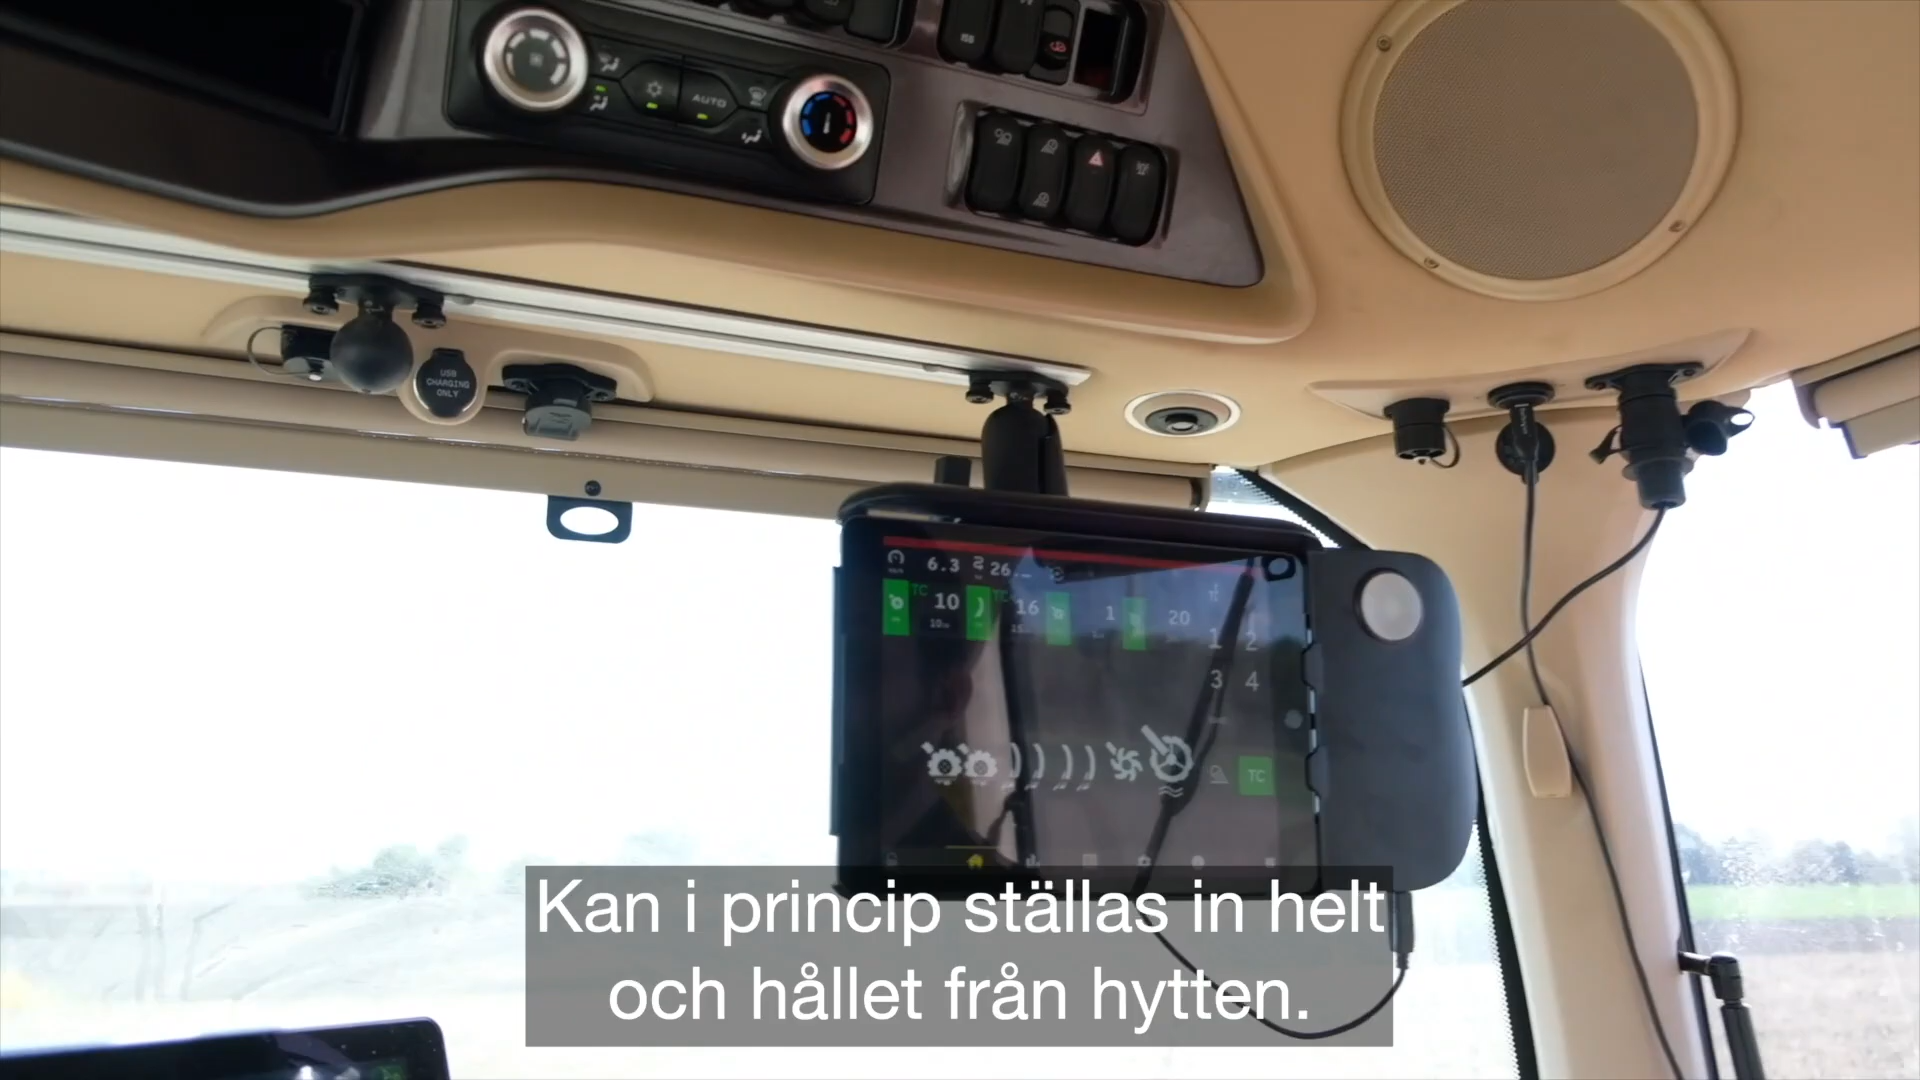 AUTO
USB
CHARGING
ONLY
6.3
26.
TC
10
16
1
20
1 2
3 4
TC
Kan i princip ställas in helt
och hållet från hytten.